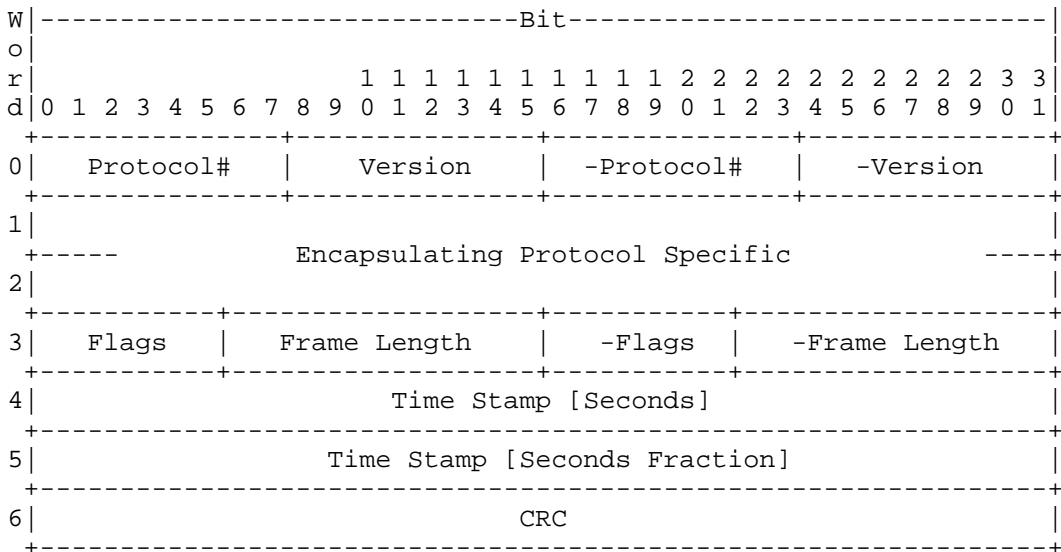 W|------------------------------Bit------------------------------|
o|                                                               |
r|                    1 1 1 1 1 1 1 1 1 1 2 2 2 2 2 2 2 2 2 2 3 3|
d|0 1 2 3 4 5 6 7 8 9 0 1 2 3 4 5 6 7 8 9 0 1 2 3 4 5 6 7 8 9 0 1|
 +---------------+---------------+---------------+---------------+
0|   Protocol#   |    Version    |  -Protocol#   |   -Version    |
 +---------------+---------------+---------------+---------------+
1|                                                               |
 +-----           Encapsulating Protocol Specific            ----+
2|                                                               |
 +-----------+-------------------+-----------+-------------------+
3|   Flags   |   Frame Length    |   -Flags  |   -Frame Length   |
 +-----------+-------------------+-----------+-------------------+
4|                      Time Stamp [Seconds]                     |
 +---------------------------------------------------------------+
5|                  Time Stamp [Seconds Fraction]                |
 +---------------------------------------------------------------+
6|                              CRC                              |
 +---------------------------------------------------------------+